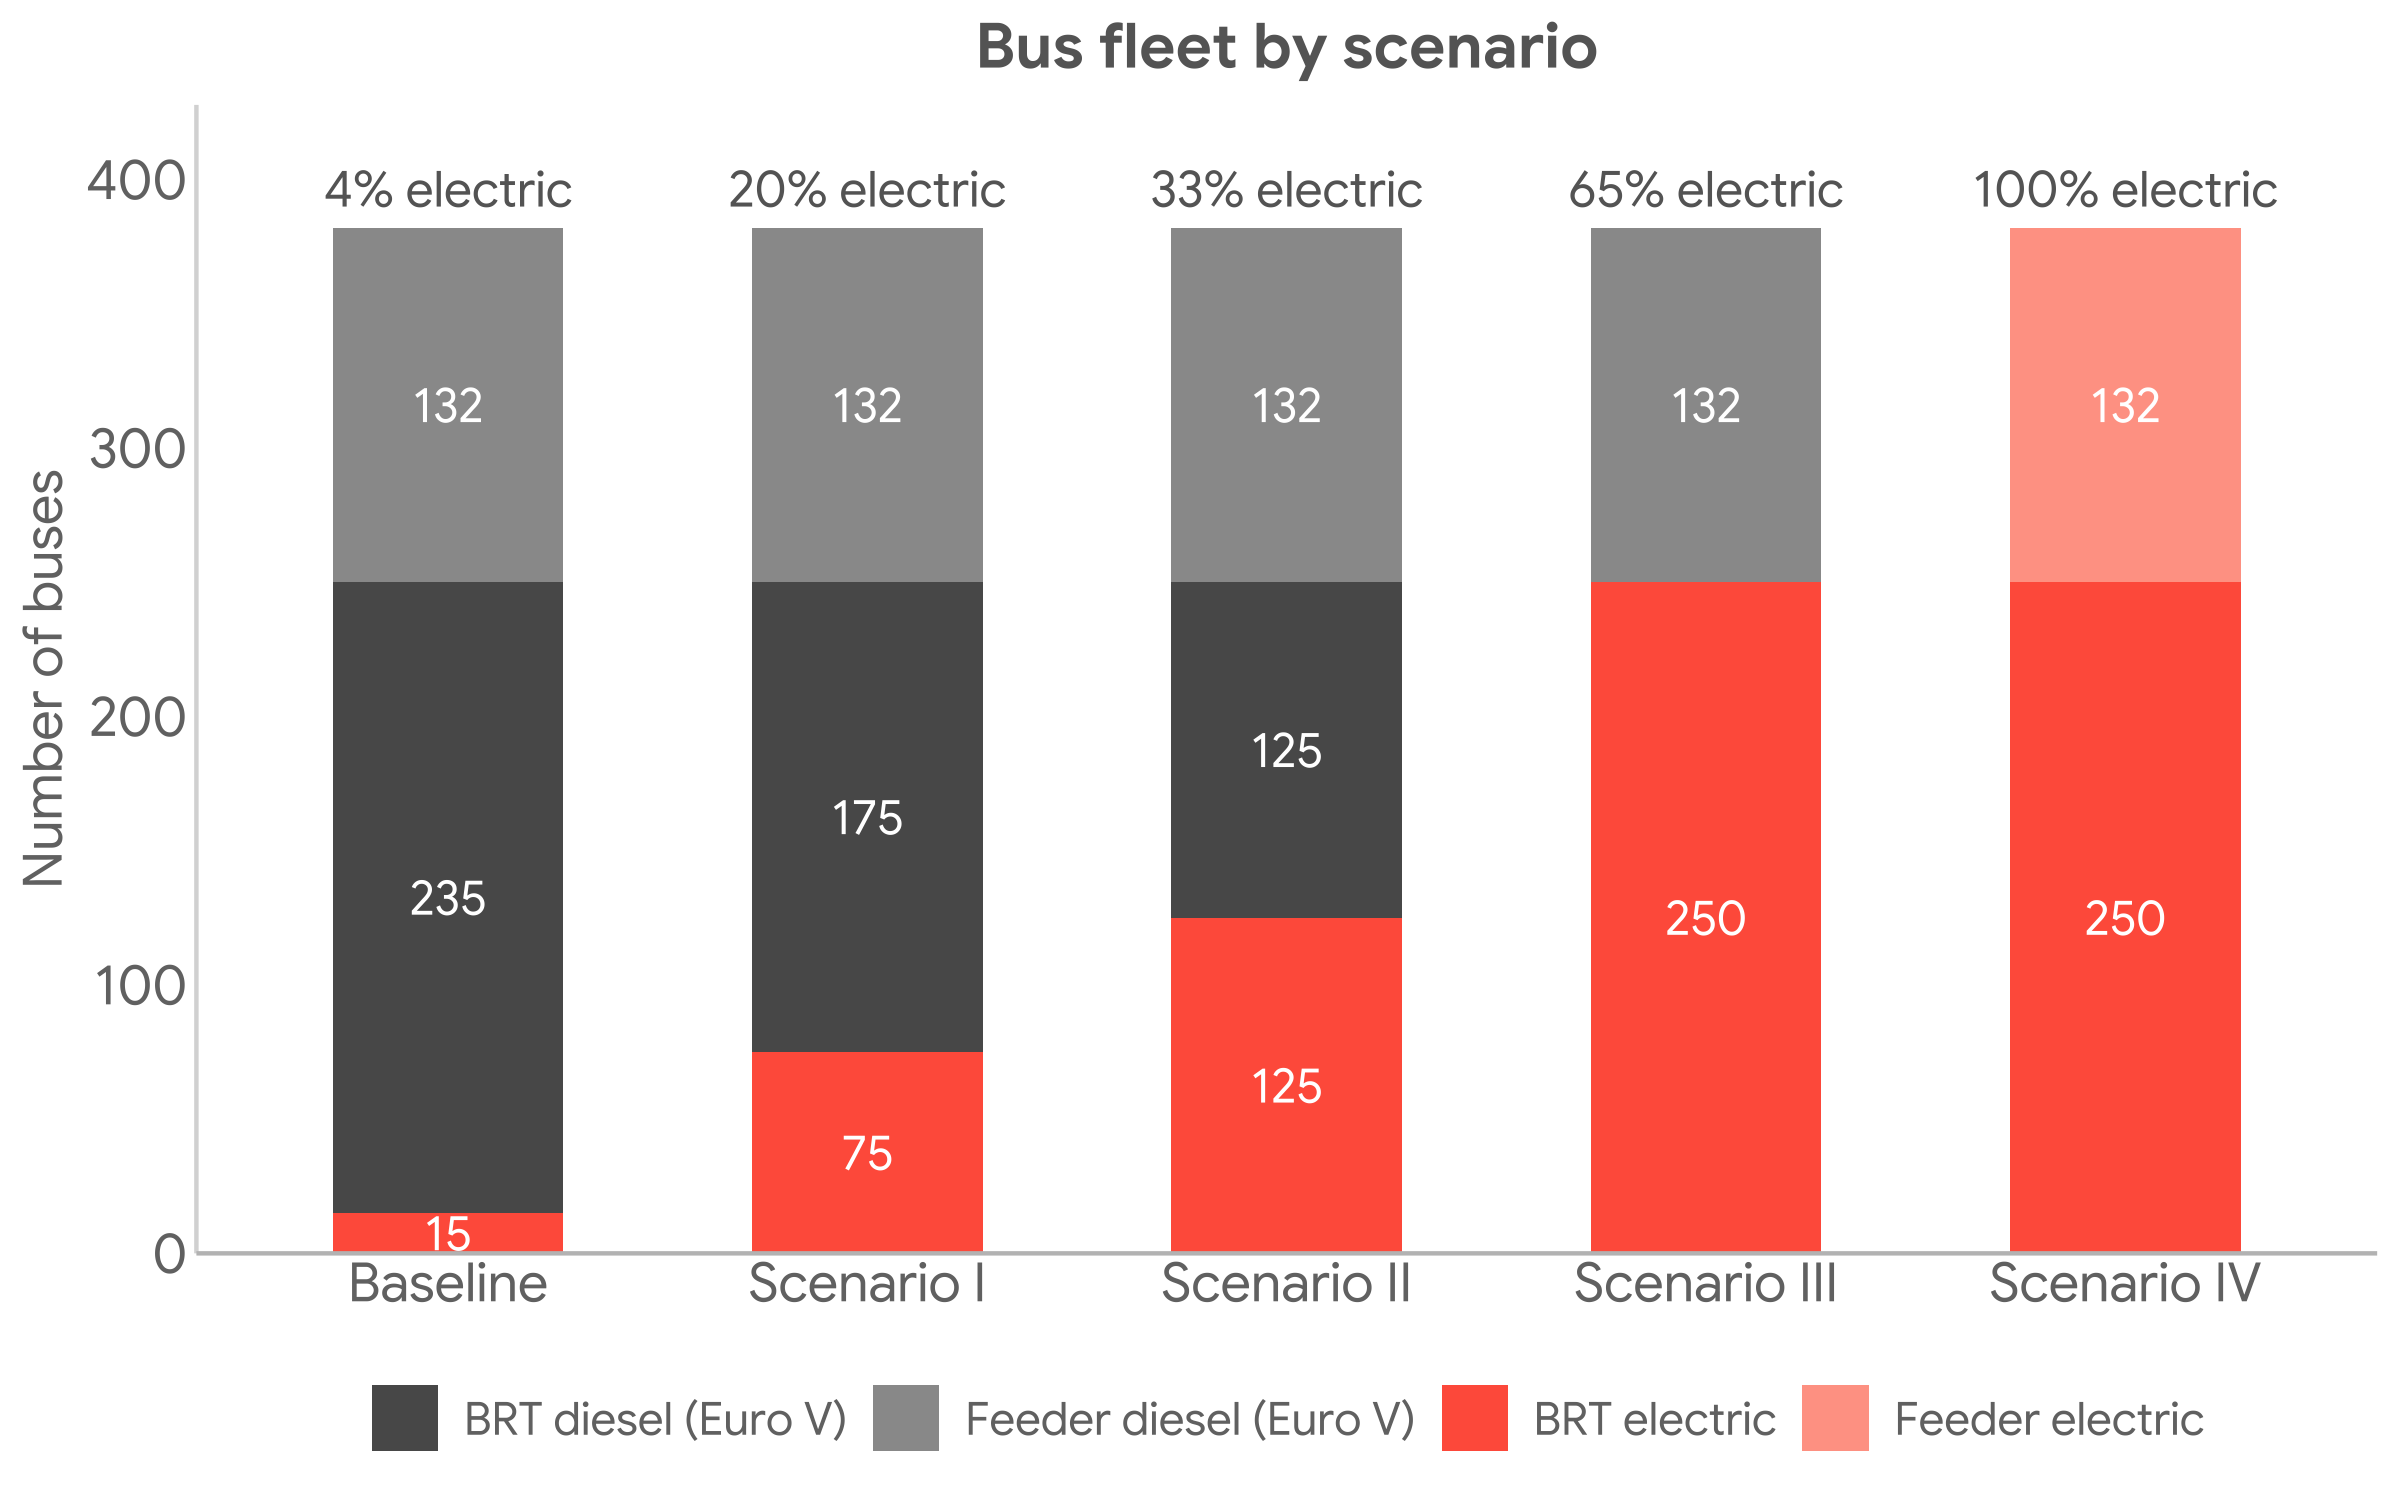 Bus fleet by scenario
Number of buses
400
300
200
100
0
4% electric
20% electric
33% electric
65% electric
100% electric
132
132
132
132
132
235
175
125
250
250
15
75
125
Baseline
Scenario I
Scenario II
Scenario III
Scenario IV
BRT diesel (Euro V)
Feeder diesel (Euro V)
BRT electric
Feeder electric